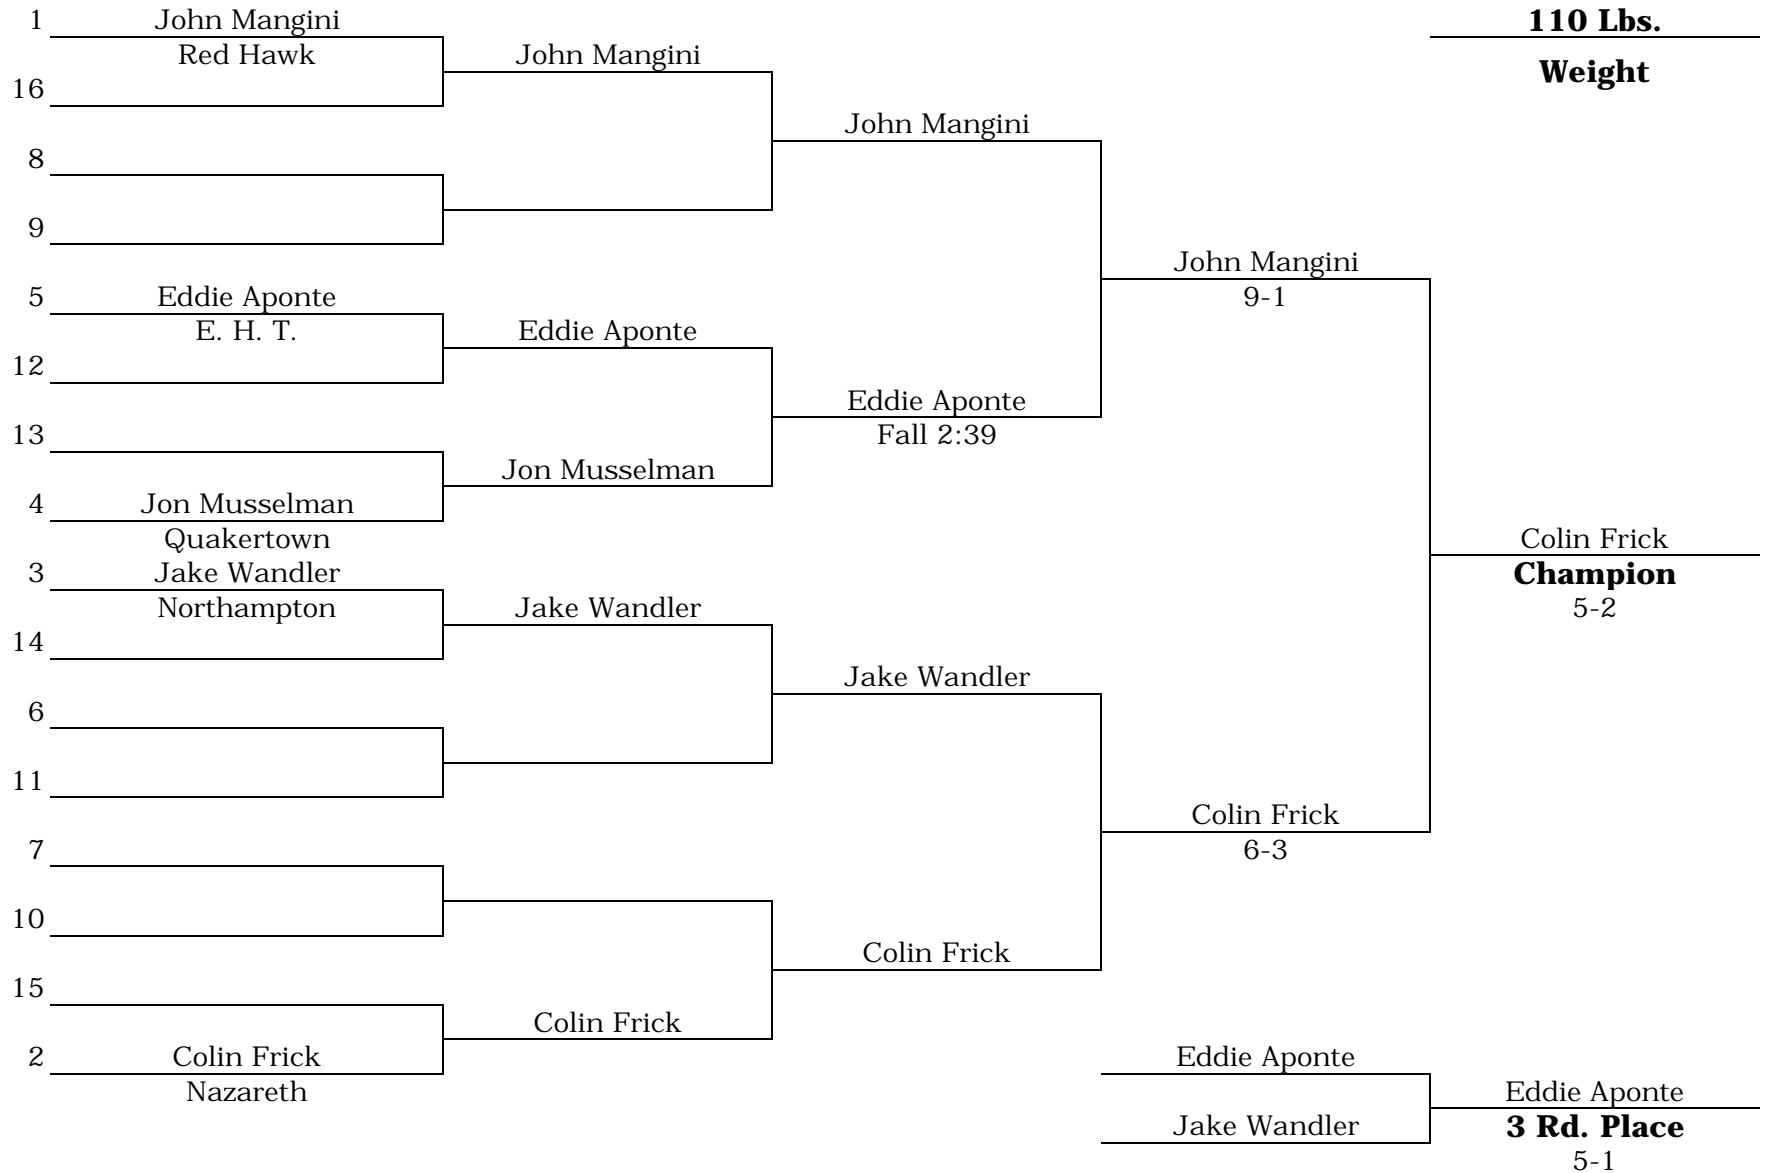 1 John Mangini
Red Hawk
16
8
9
5 Eddie Aponte
E. H. T.
12
13
4 Jon Musselman
Quakertown
3 Jake Wandler
Northampton
14
6
11
7
10
15
2 Colin Frick
Nazareth
John Mangini
Eddie Aponte
Jon Musselman
Jake Wandler
Colin Frick
John Mangini
Eddie Aponte
Fall 2:39
Jake Wandler
Colin Frick
John Mangini
9-1
Colin Frick
6-3
Eddie Aponte
Jake Wandler
110 Lbs.
Weight
Colin Frick
Champion
5-2
Eddie Aponte
3 Rd. Place
5-1